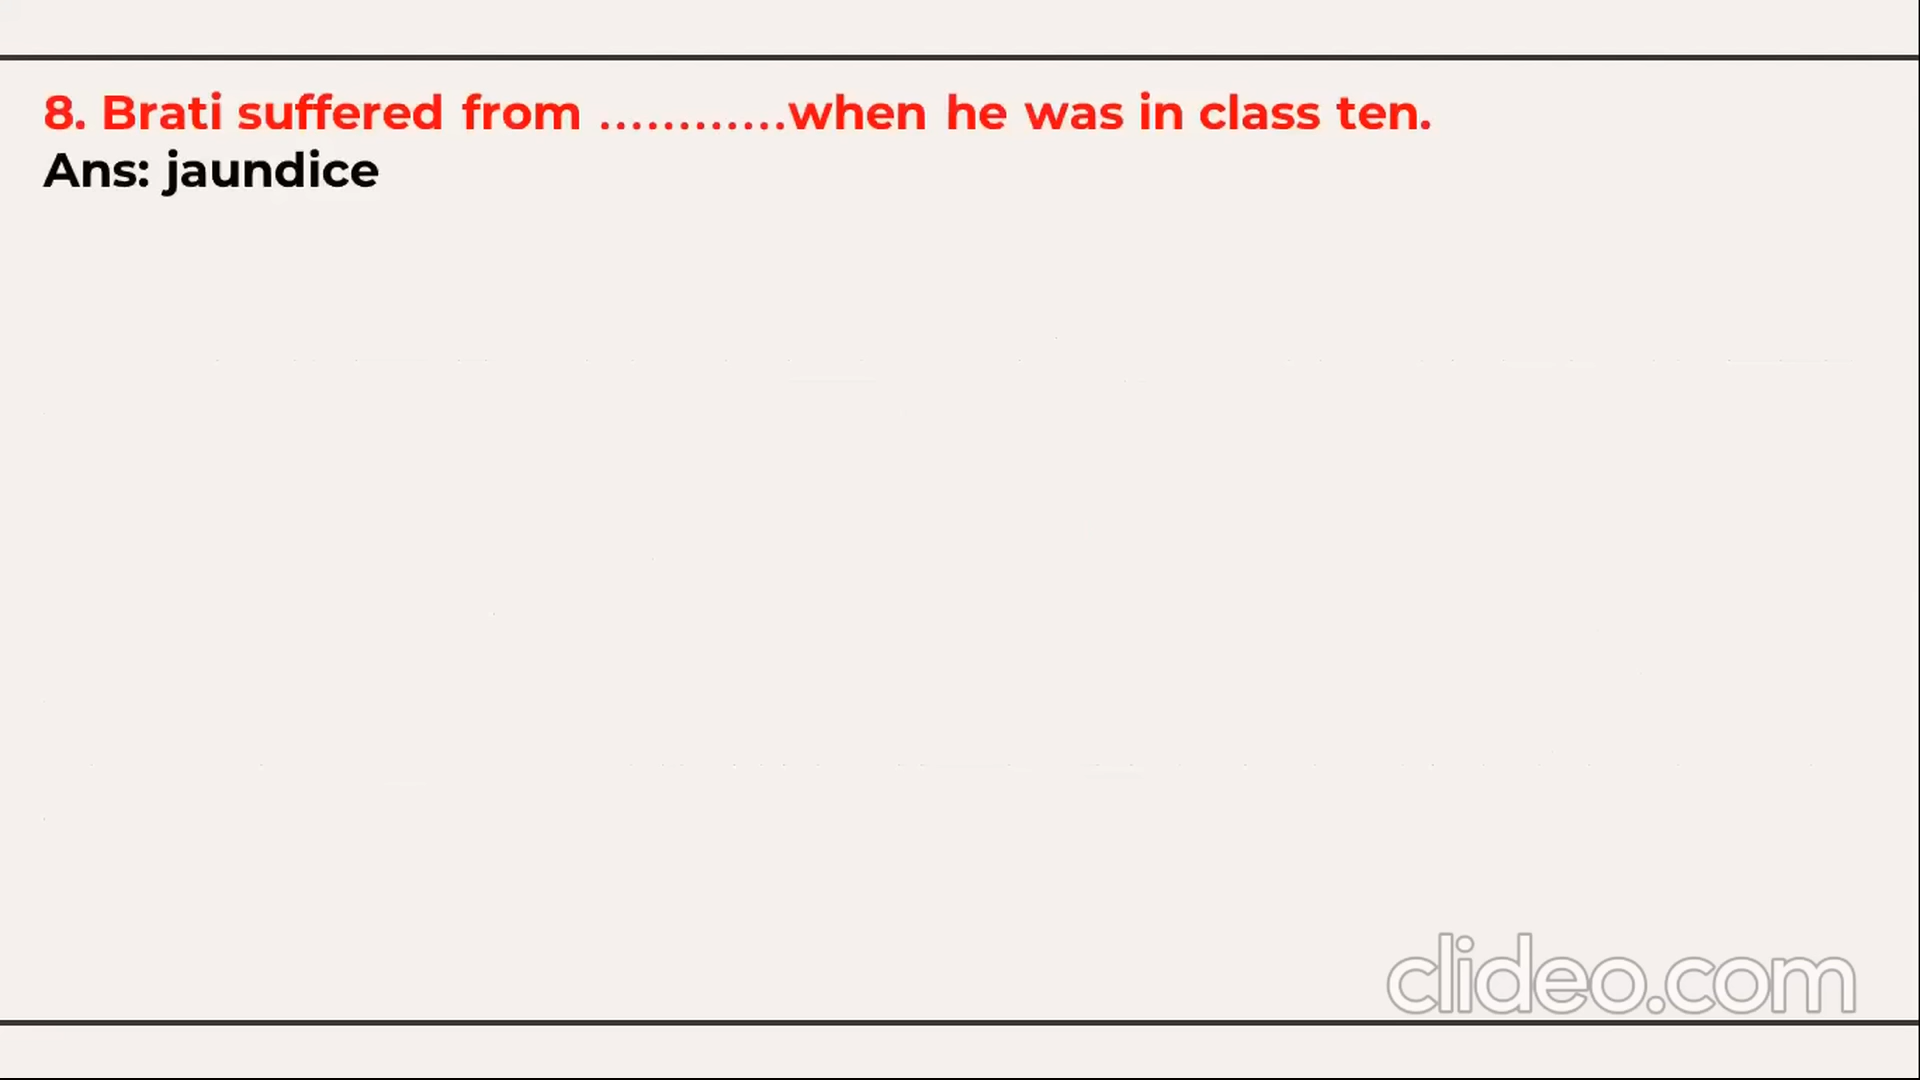 8. Brati suffered from ............when he was in class ten.
Ans: jaundice
clideo.com